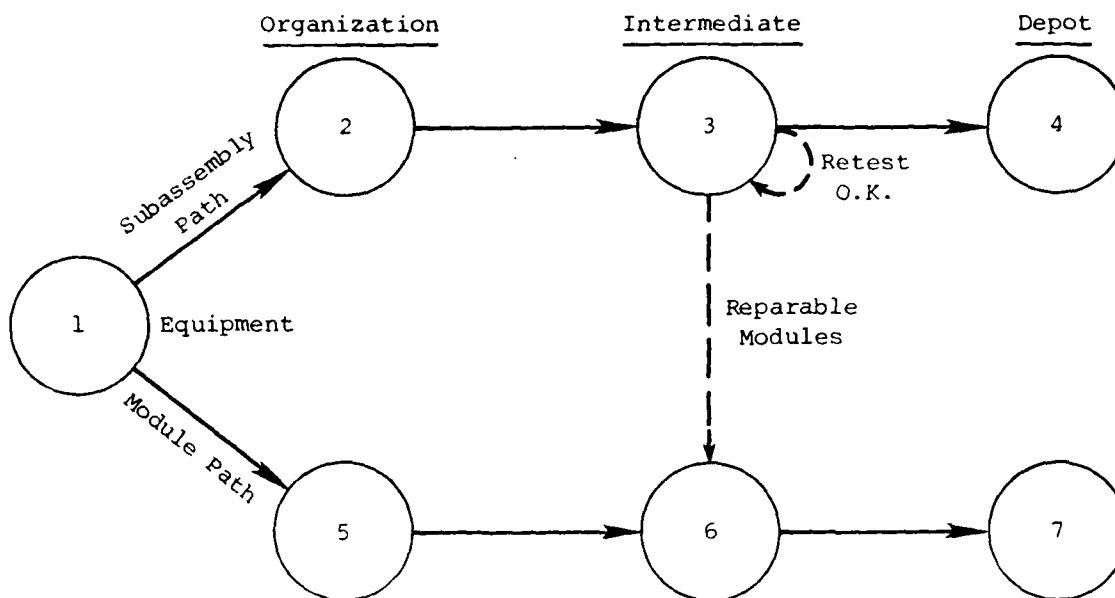 Organization
Intermediate
Depot
2
3
4
Subassembly
Path
Retest
O.K.
1
Equipment
Reparable
Modules
Module Path
5
6
7